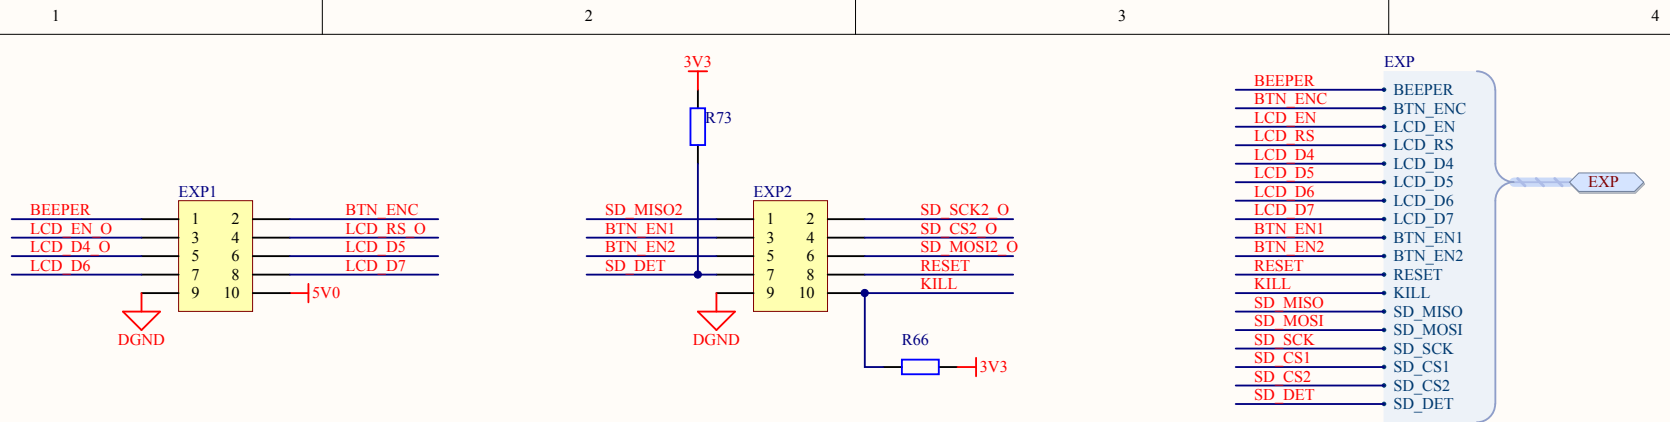 1 2 3 4
3V3
R73
EXP1
BEEPER 1 2 BTN_ENC
LCD_EN_O 3 4 LCD_RS_O
LCD_D4_O 5 6 LCD_D5
LCD_D6 7 8 LCD_D7
9 10 5V0
DGND
EXP2
SD_MISO2 1 2 SD_SCK2_O
BTN_EN1 3 4 SD_CS2_O
BTN_EN2 5 6 SD_MOSI2_O
SD_DET 7 8 RESET
9 10 KILL
DGND
R66
3V3
EXP
BEEPER BEEPER
BTN_ENC BTN_ENC
LCD_EN LCD_EN
LCD_RS LCD_RS
LCD_D4 LCD_D4
LCD_D5 LCD_D5
LCD_D6 LCD_D6
LCD_D7 LCD_D7
BTN_EN1 BTN_EN1
BTN_EN2 BTN_EN2
RESET RESET
KILL KILL
SD_MISO SD_MISO
SD_MOSI SD_MOSI
SD_SCK SD_SCK
SD_CS1 SD_CS1
SD_CS2 SD_CS2
SD_DET SD_DET
EXP